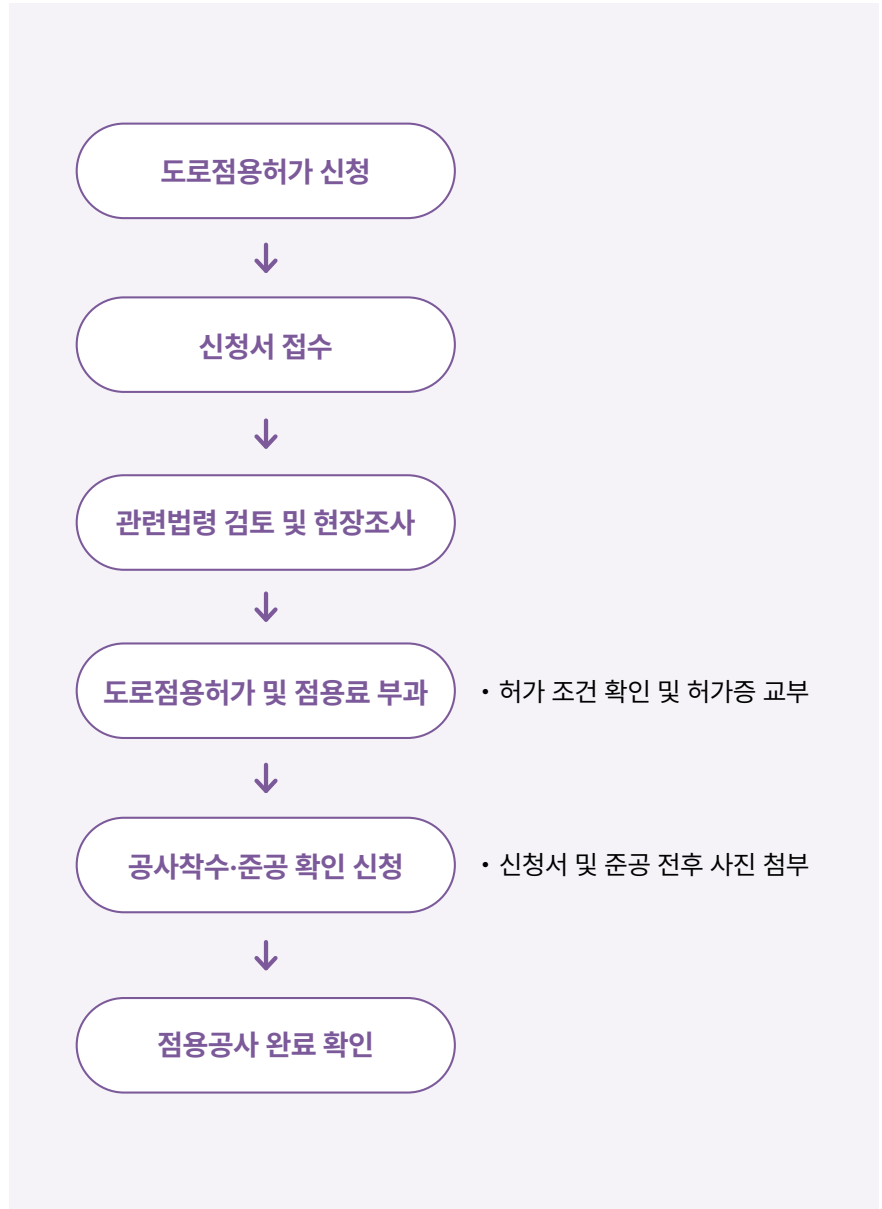 도로점용허가 신청
신청서 접수
관련법령 검토 및 현장조사
도로점용허가 및 점용료 부과
• 허가 조건 확인 및 허가증 교부
공사착수·준공 확인 신청
• 신청서 및 준공 전후 사진 첨부
점용공사 완료 확인